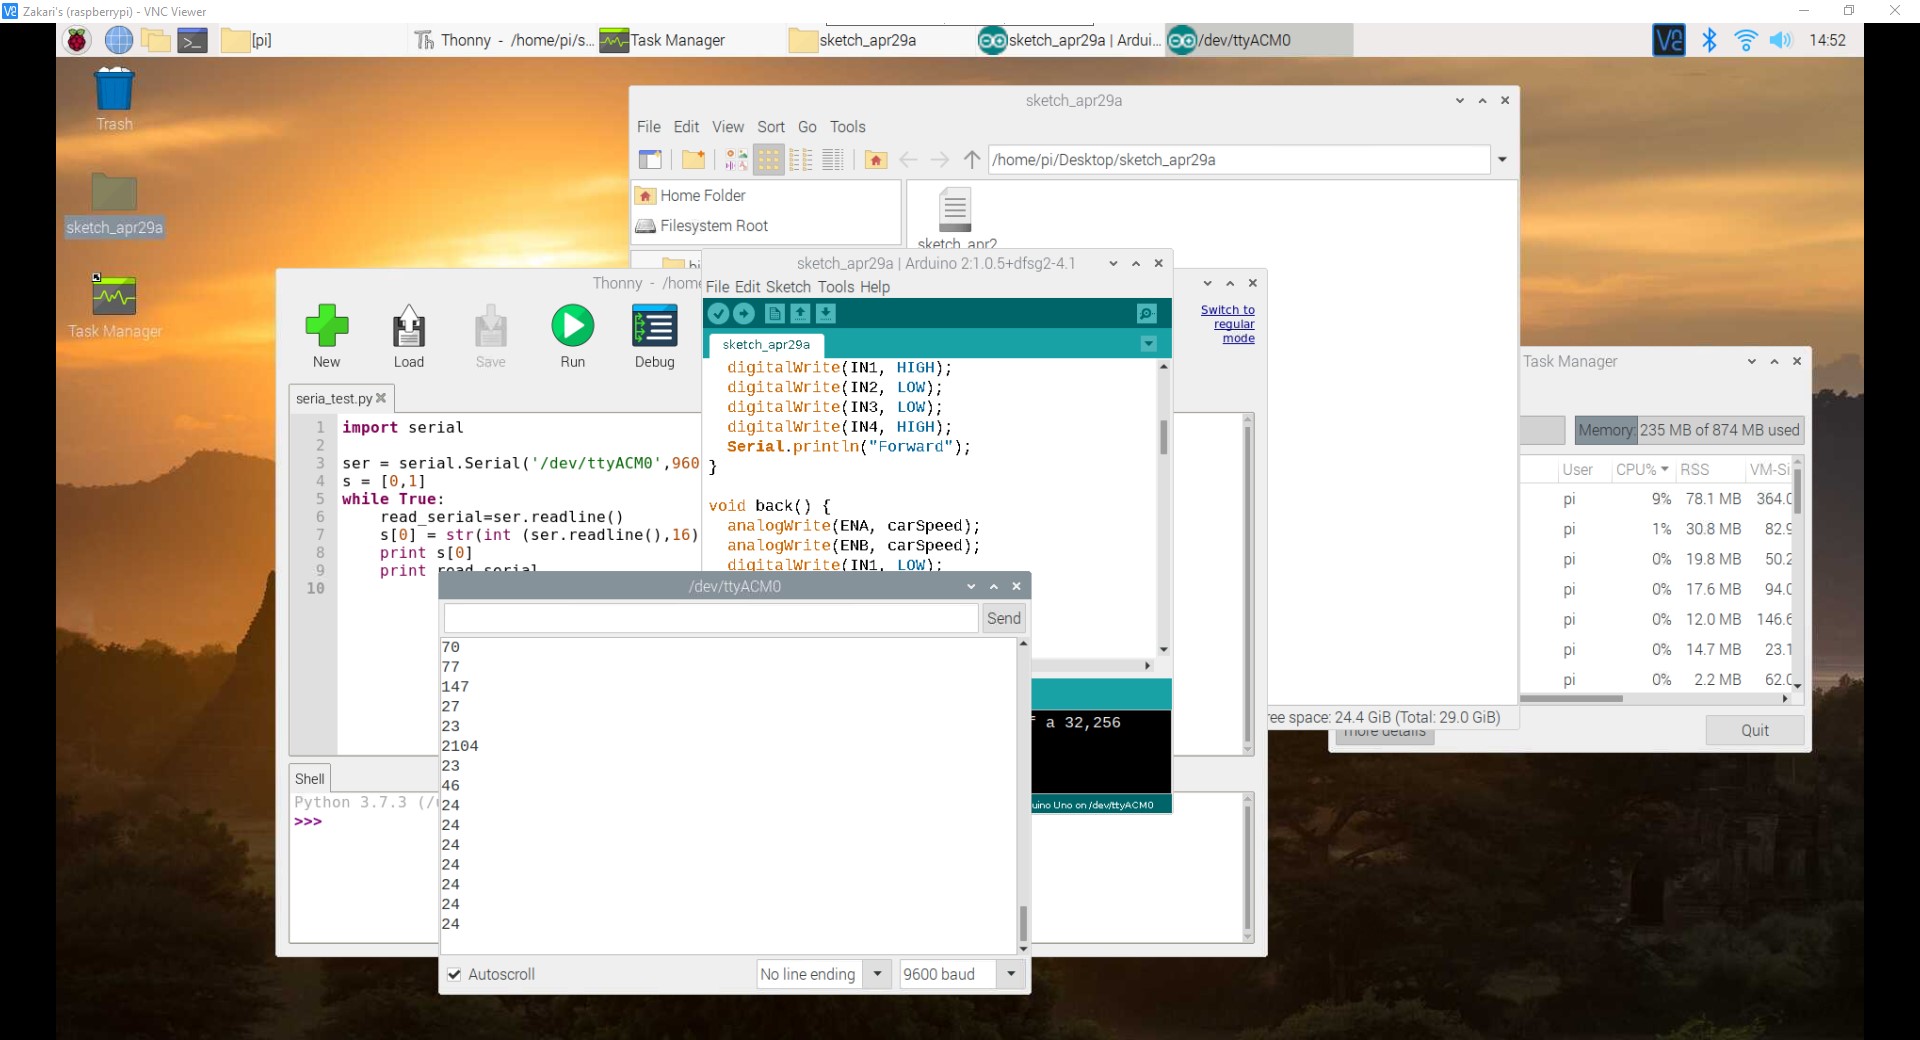 Zakari's (raspberrypi) - VNC Viewer
[pi]
Thonny - /home/pi/s...
Task Manager
sketch_apr29a
sketch_apr29a | Ardui...
/dev/ttyACM0
14:52
Trash
sketch_apr29a
Task Manager
sketch_apr29a
File Edit View Sort Go Tools
/home/pi/Desktop/sketch_apr29a
Home Folder
Filesystem Root
sketch_apr2
ree space: 24.4 GiB (Total: 29.0 GiB)
Thonny - /home
New
Load
Save
Run
Debug
Switch to
regular
mode
seria_test.py
1 import serial
2
3 ser = serial.Serial('/dev/ttyACM0',960
4 s = [0,1]
5 while True:
6 read_serial=ser.readline()
7 s[0] = str(int (ser.readline(),16)
8 print s[0]
9 print read_serial
10
Shell
Python 3.7.3 (/
>>>
sketch_apr29a | Arduino 2:1.0.5+dfsg2-4.1
File Edit Sketch Tools Help
sketch_apr29a
digitalWrite(IN1, HIGH);
digitalWrite(IN2, LOW);
digitalWrite(IN3, LOW);
digitalWrite(IN4, HIGH);
Serial.println("Forward");
}
void back() {
analogWrite(ENA, carSpeed);
analogWrite(ENB, carSpeed);
digitalWrite(IN1, LOW);
a 32,256
uino Uno on /dev/ttyACM0
/dev/ttyACM0
Send
70
77
147
27
23
2104
23
46
24
24
24
24
24
24
24
Autoscroll
No line ending
9600 baud
Task Manager
Memory: 235 MB of 874 MB used
User CPU% RSS VM-Si
pi 9% 78.1 MB 364.0
pi 1% 30.8 MB 82.9
pi 0% 19.8 MB 50.2
pi 0% 17.6 MB 94.0
pi 0% 12.0 MB 146.6
pi 0% 14.7 MB 23.1
pi 0% 2.2 MB 62.0
more details
Quit